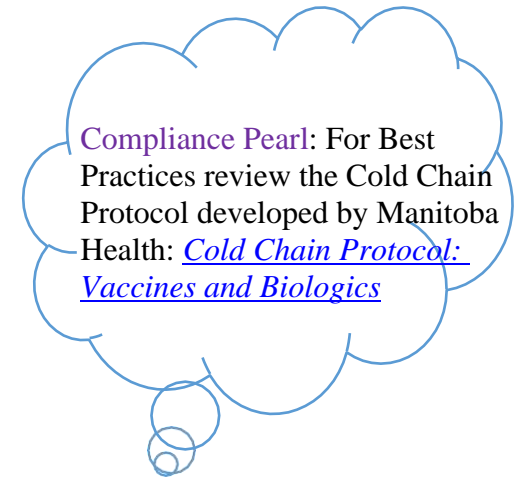 Compliance Pearl: For Best
Practices review the Cold Chain
Protocol developed by Manitoba
Health: Cold Chain Protocol:
Vaccines and Biologics